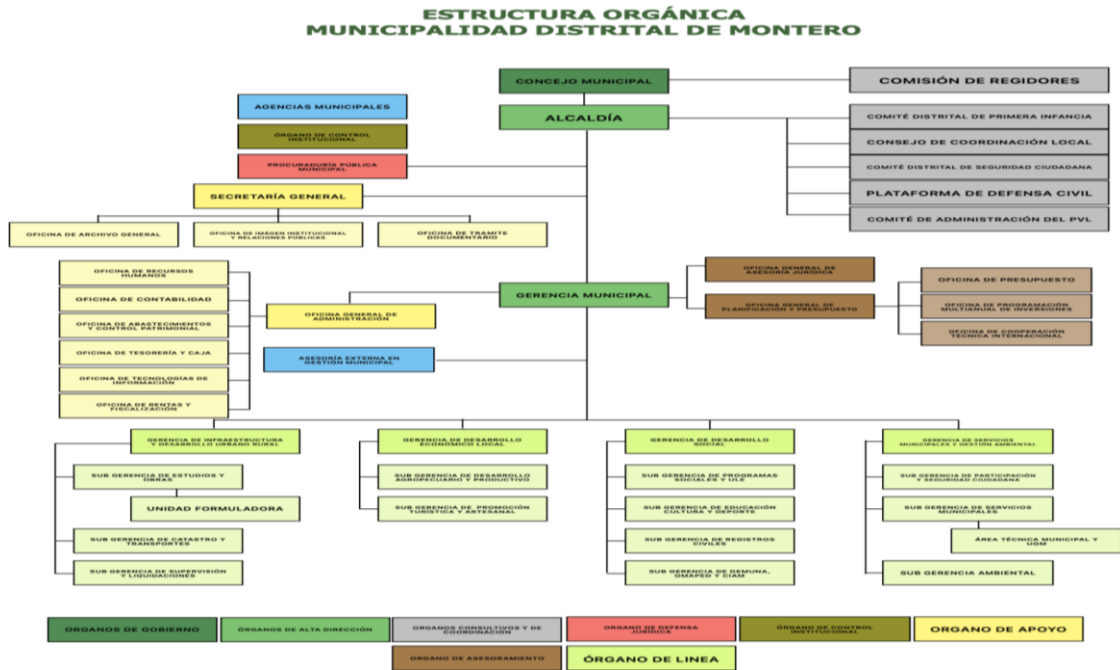 ESTRUCTURA ORGÁNICA
MUNICIPALIDAD DISTRITAL DE MONTERO
CONCEJO MUNICIPAL
COMISIÓN DE REGIDORES
AGENCIAS MUNICIPALES
ALCALDÍA
COMITÉ DISTRITAL DE PRIMERA INFANCIA
ÓRGANO DE CONTROL
INSTITUCIONAL
CONSEJO DE COORDINACIÓN LOCAL
PROCURADURÍA PÚBLICA
MUNICIPAL
COMITÉ DISTRITAL DE SEGURIDAD CIUDADANA
SECRETARÍA GENERAL
PLATAFORMA DE DEFENSA CIVIL
COMITÉ DE ADMINISTRACIÓN DEL PVL
OFICINA DE ARCHIVO GENERAL
OFICINA DE IMÁGEN INSTITUCIONAL
Y RELACIONES PÚBLICAS
OFICINA DE TRAMITE
DOCUMENTARIO
OFICINA DE RECURSOS
HUMANOS
OFICINA DE CONTABILIDAD
OFICINA DE ABASTECIMIENTOS
Y CONTROL PATRIMONIAL
OFICINA DE TESORERÍA Y CAJA
OFICINA DE TECNOLOGÍAS DE
INFORMACIÓN
OFICINA DE RENTAS Y
FISCALIZACIÓN
OFICINA GENERAL DE
ADMINISTRACIÓN
ASESORÍA EXTERNA EN
GESTIÓN MUNICIPAL
GERENCIA MUNICIPAL
OFICINA GENERAL DE
ASESORÍA JURÍDICA
OFICINA GENERAL DE
PLANIFICACIÓN Y PRESUPUESTO
OFICINA DE PRESUPUESTO
OFICINA DE PROGRAMACIÓN
MULTIANUAL DE INVERSIONES
OFICINA DE COOPERACIÓN
TÉCNICA INTERNACIONAL
GERENCIA DE INFRAESTRUCTURA
Y DESARROLLO URBANO RURAL
SUB GERENCIA DE ESTUDIOS Y
OBRAS
UNIDAD FORMULADORA
SUB GERENCIA DE CATASTRO Y
TRANSPORTES
SUB GERENCIA DE SUPERVISIÓN
Y LIQUIDACIONES
GERENCIA DE DESARROLLO
ECONÓMICO LOCAL
SUB GERENCIA DE DESARROLLO
AGROPECUARIO Y PRODUCTIVO
SUB GERENCIA DE PROMOCIÓN
TURÍSTICA Y ARTESANAL
GERENCIA DE DESARROLLO
SOCIAL
SUB GERENCIA DE PROGRAMAS
SOCIALES Y ULE
SUB GERENCIA DE EDUCACIÓN
CULTURA Y DEPORTE
SUB GERENCIA DE REGISTROS
CIVILES
SUB GERENCIA DE DEMUNA,
OMAPED Y CIAM
GERENCIA DE SERVICIOS
MUNICIPALES Y GESTIÓN AMBIENTAL
SUB GERENCIA DE PARTICIPACIÓN
Y SEGURIDAD CIUDADANA
SUB GERENCIA DE SERVICIOS
MUNICIPALES
ÁREA TÉCNICA MUNICIPAL Y
UGM
SUB GERENCIA AMBIENTAL
ORGANOS DE GOBIERNO
ÓRGANOS DE ALTA DIRECCIÓN
ORGANOS CONSULTIVOS Y DE
COORDINACIÓN
ORGANO DE DEFENSA
JURÍDICA
ÓRGANO DE CONTROL
INSTITUCIONAL
ORGANO DE APOYO
ORGANO DE ASESORAMIENTO
ÓRGANO DE LINEA